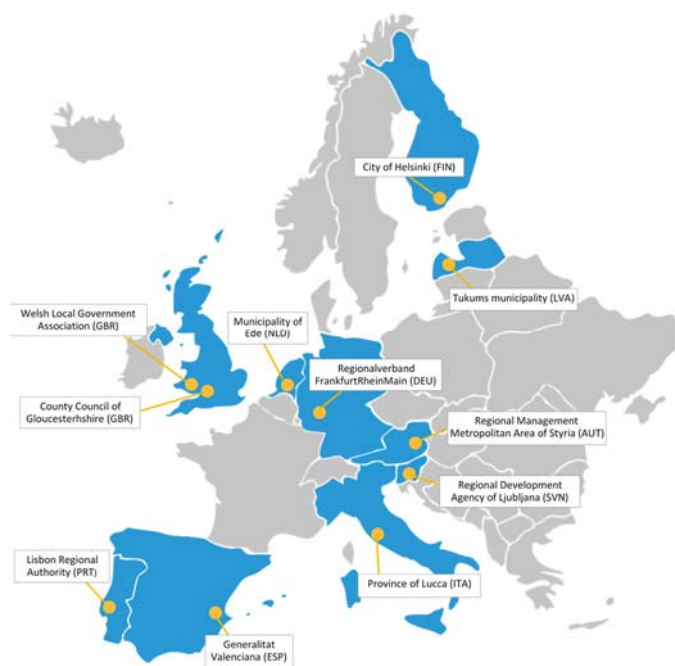 City of Helsinki (FIN)
Tukums municipality (LVA)
Welsh Local Government
Association (GBR)
Municipality of
Ede (NLD)
Regionalverband
FrankfurtRheinMain (DEU)
County Council of
Gloucesterhshire (GBR)
Regional Management
Metropolitan Area of Styria (AUT)
Regional Development
Agency of Ljubljana (SVN)
Lisbon Regional
Authority (PRT)
Province of Lucca (ITA)
Generalitat
Valenciana (ESP)